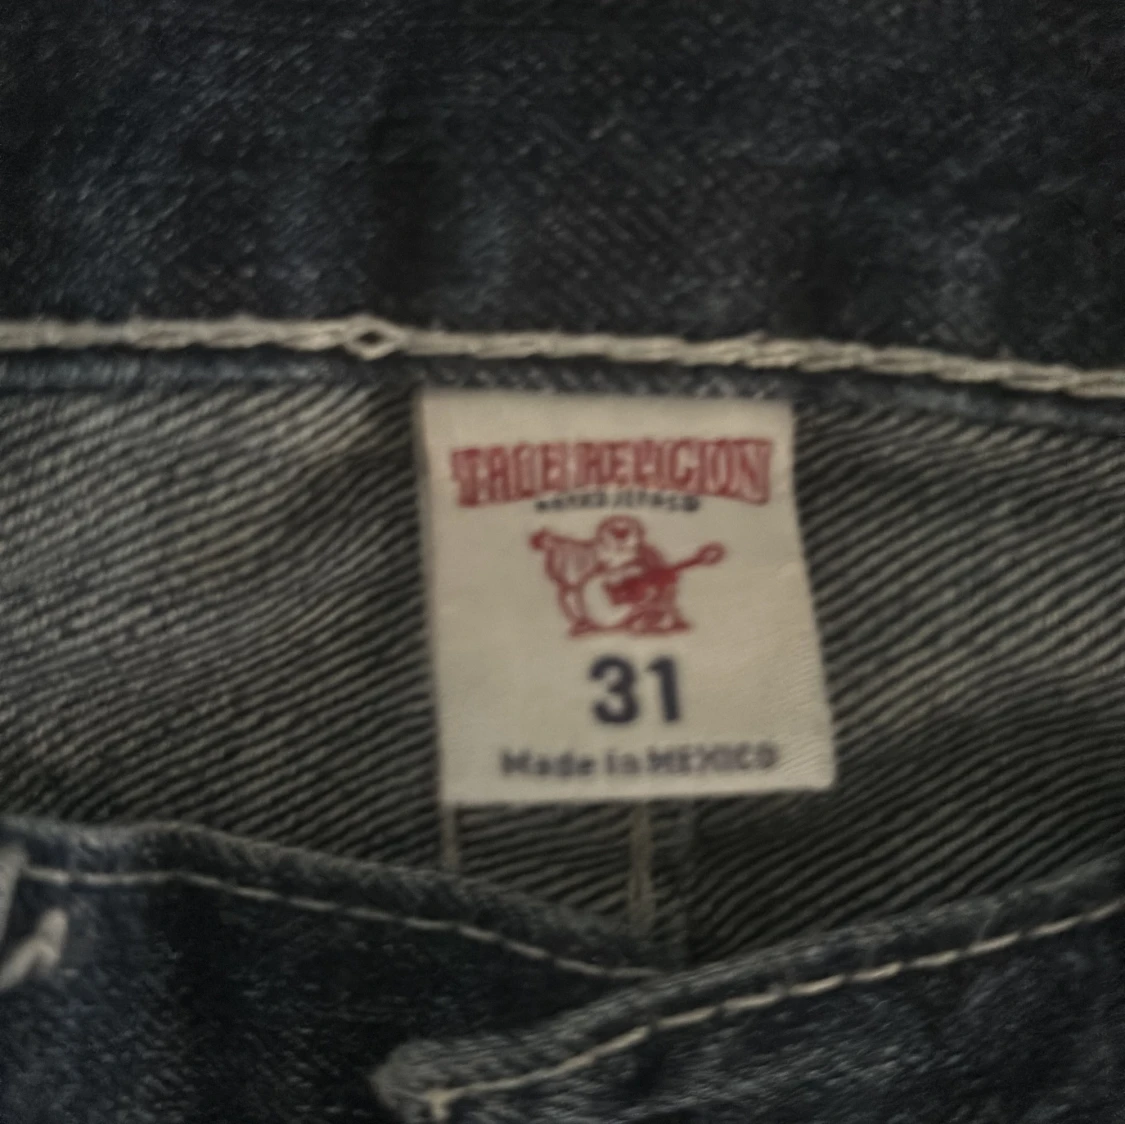 TRUE RELIGION
31
Made in MEXICO